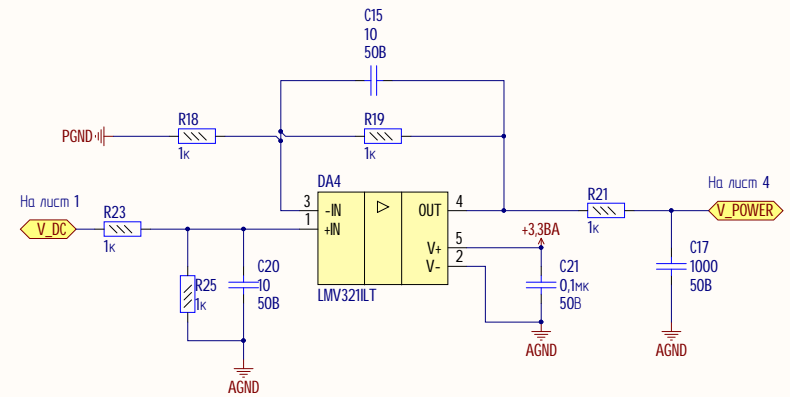 C15
10
50В
R18
R19
PGND
1к
1к
DA4
На лист 1
3
-IN
OUT
4
R21
На лист 4
V_DC
R23
1
+IN
V_POWER
1к
+3,3ВА
1к
5
V+
C17
R25
C20
V-
2
C21
1000
1к
10
0,1мк
50В
50В
LMV321ILT
50В
AGND
AGND
AGND